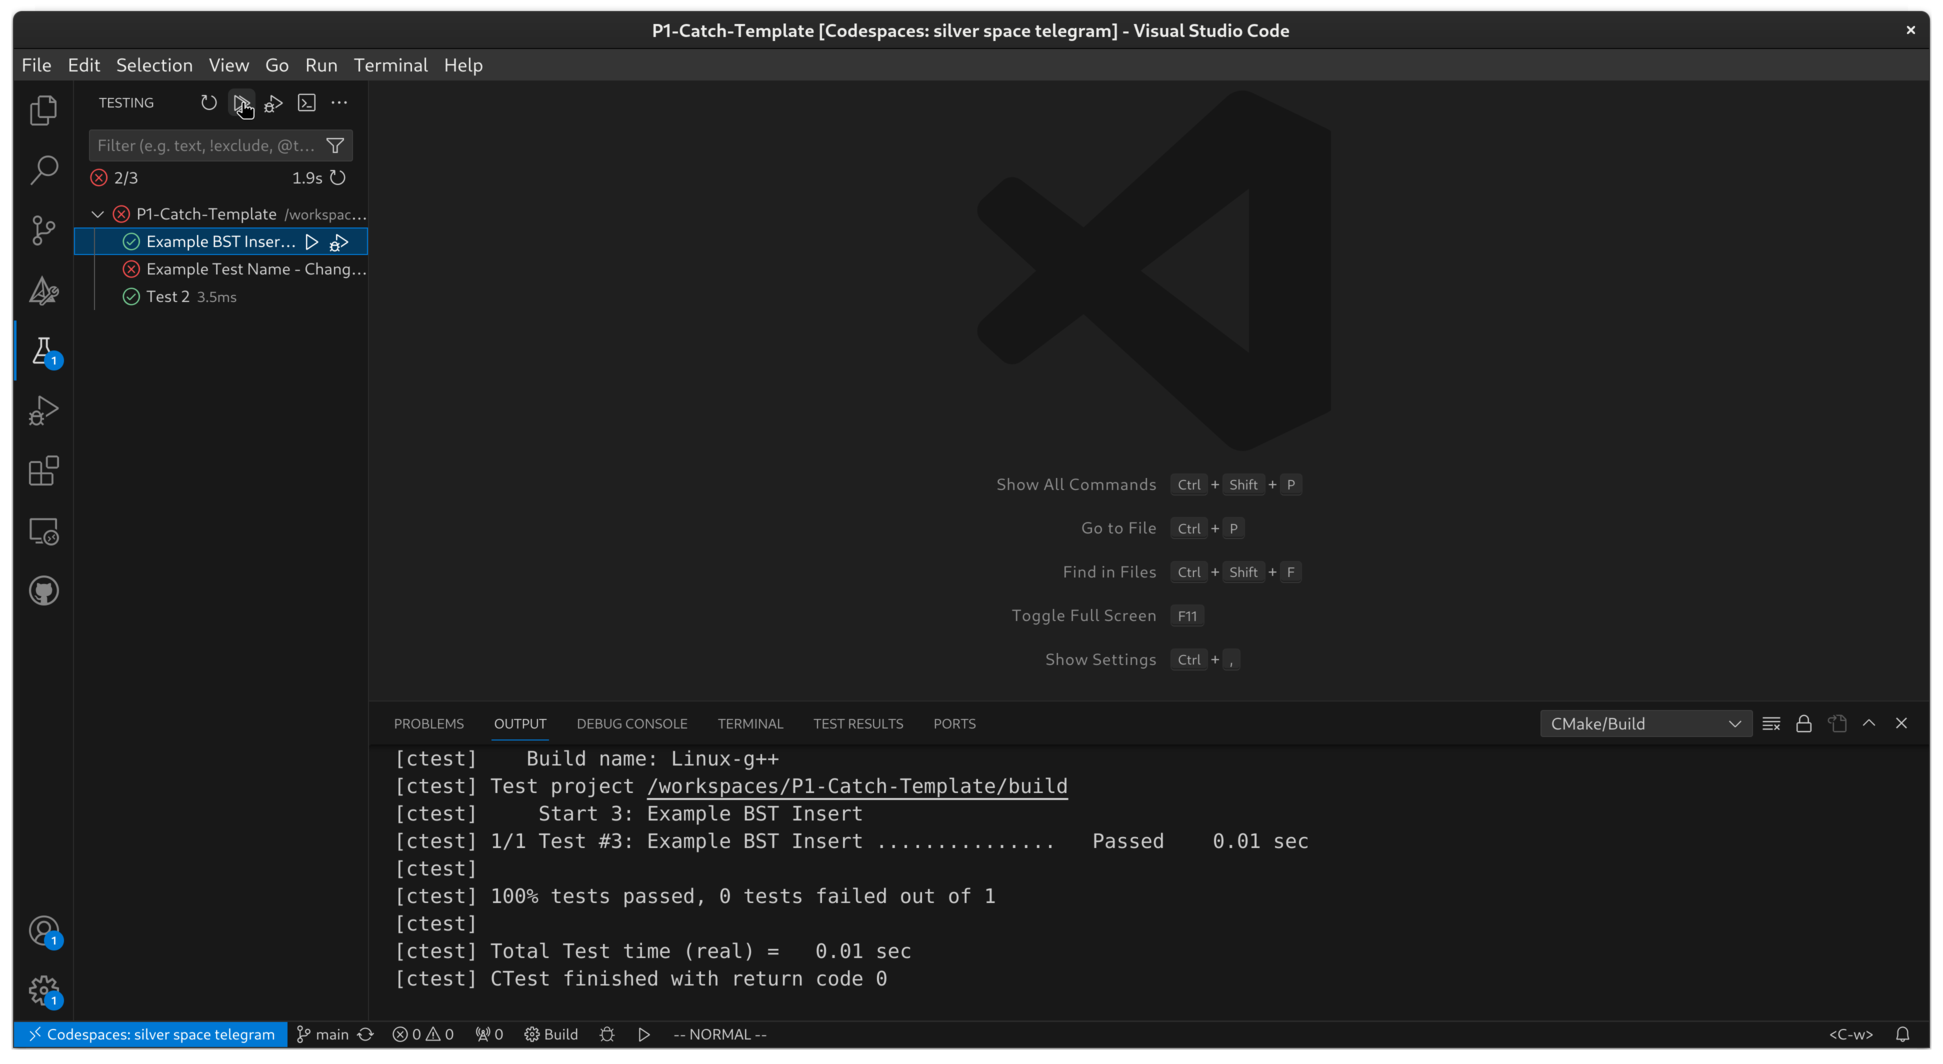 P1-Catch-Template [Codespaces: silver space telegram] - Visual Studio Code
File Edit Selection View Go Run Terminal Help
TESTING
Filter (e.g. text, !exclude, @t...
2/3 1.9s
P1-Catch-Template /workspac...
Example BST Inser...
Example Test Name - Chang...
Test 2 3.5ms
1
1
1
Show All Commands Ctrl + Shift + P
Go to File Ctrl + P
Find in Files Ctrl + Shift + F
Toggle Full Screen F11
Show Settings Ctrl + ,
PROBLEMS OUTPUT DEBUG CONSOLE TERMINAL TEST RESULTS PORTS CMake/Build
[ctest]    Build name: Linux-g++
[ctest] Test project /workspaces/P1-Catch-Template/build
[ctest]     Start 3: Example BST Insert
[ctest] 1/1 Test #3: Example BST Insert ...............   Passed    0.01 sec
[ctest]
[ctest] 100% tests passed, 0 tests failed out of 1
[ctest]
[ctest] Total Test time (real) =   0.01 sec
[ctest] CTest finished with return code 0
Codespaces: silver space telegram main 0 0 0 Build -- NORMAL -- <C-w>